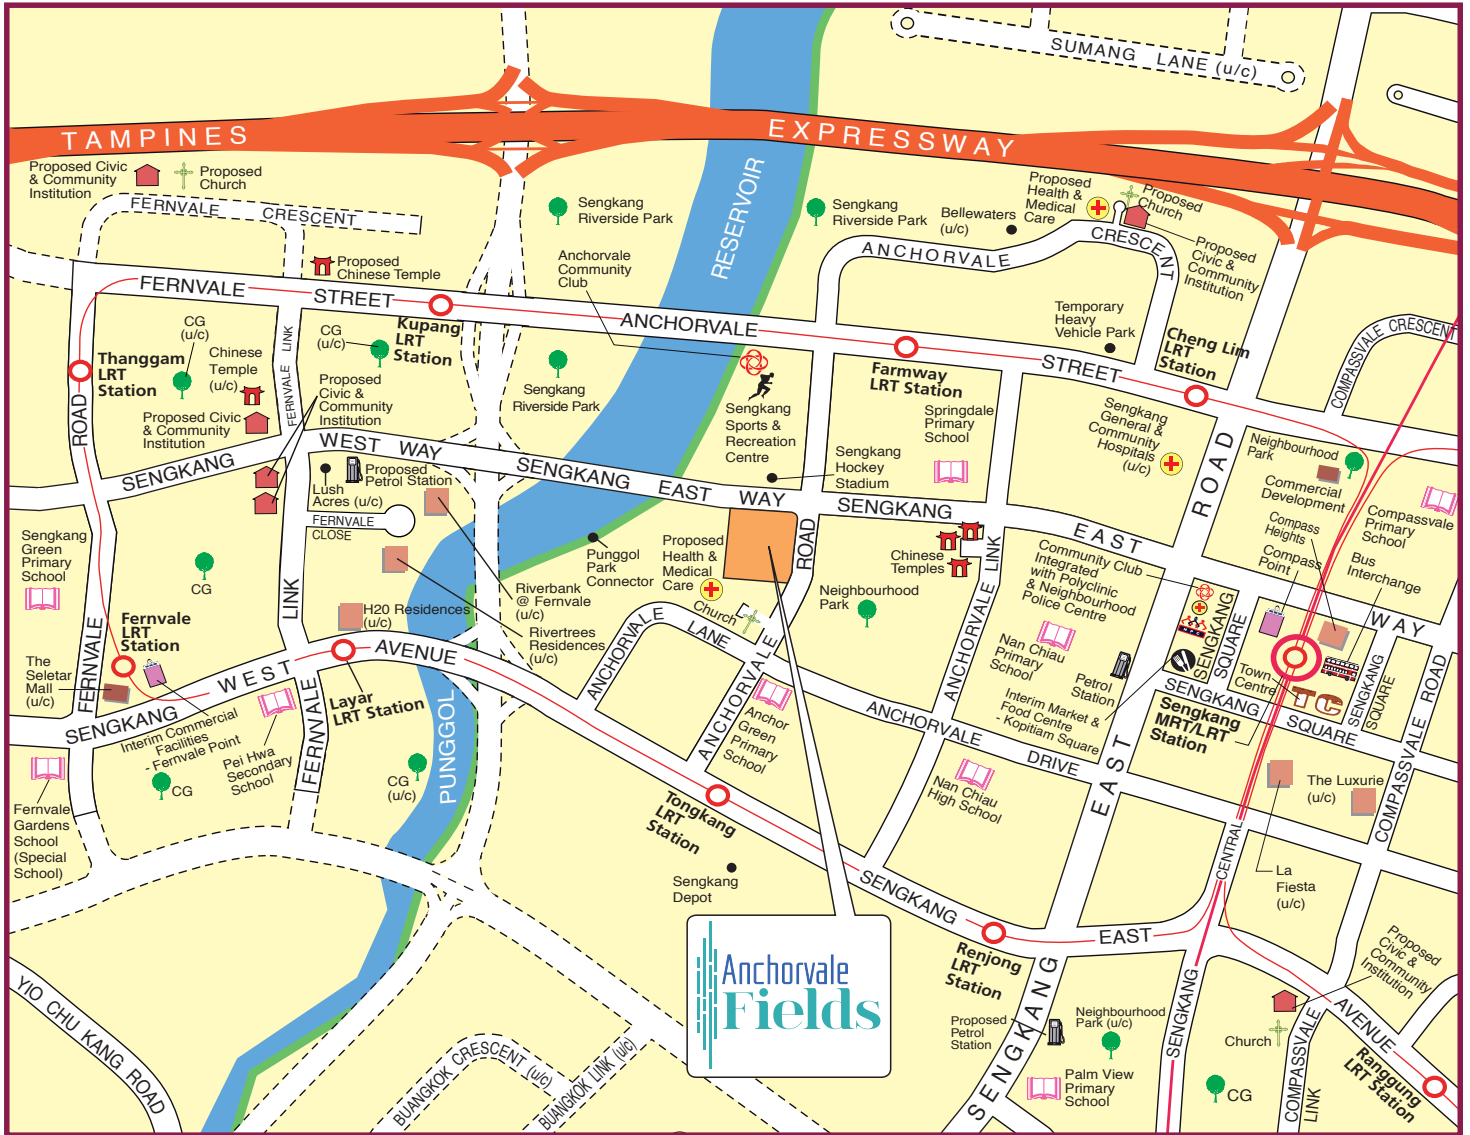 SUMANG LANE (u/c)
TAMPINES
EXPRESSWAY
Proposed Civic
& Community
Institution
Proposed
Church
FERNVALE CRESCENT
Sengkang
Riverside Park
RESERVOIR
Sengkang
Riverside Park
Bellewaters
(u/c)
Proposed
Health &
Medical
Care
Proposed
Church
ANCHORVALE
CRESCENT
Proposed
Civic &
Community
Institution
Proposed
Chinese Temple
Anchorvale
Community
Club
FERNVALE STREET
ANCHORVALE STREET
Kupang
LRT
Station
Thanggam
LRT
Station
CG
(u/c)
Chinese
Temple
(u/c)
Proposed Civic
& Community
Institution
FERNVALE LINK
CG
(u/c)
Proposed
Civic &
Community
Institution
Sengkang
Riverside Park
Sengkang
Sports &
Recreation
Centre
Farmway
LRT Station
Springdale
Primary
School
Temporary
Heavy
Vehicle Park
Cheng Lim
LRT
Station
COMPASSVALE CRESCENT
Sengkang
General &
Community
Hospitals
(u/c)
Sengkang
Hockey
Stadium
Neighbourhood
Park
Commercial
Development
Compass
Heights
Compass
Point
Compassvale
Primary
School
Bus
Interchange
ROAD
SENGKANG WEST WAY
SENGKANG EAST WAY
SENGKANG EAST WAY
Lush
Acres (u/c)
Proposed
Petrol Station
FERNVALE
CLOSE
Sengkang
Green
Primary
School
CG
LINK
Punggol
Park
Connector
Proposed
Health &
Medical
Care
Church
ROAD
Chinese
Temples
LINK
Neighbourhood
Park
Community Club
Integrated
with Polyclinic
& Neighbourhood
Police Centre
Nan Chiau
Primary
School
Petrol
Station
Interim Market &
Food Centre
- Kopitiam Square
SENGKANG
SQUARE
Town
Centre
TC
SENGKANG
SQUARE
SENGKANG SQUARE
Sengkang
MRT/LRT
Station
COMPASSVALE ROAD
Riverbank
@ Fernvale
(u/c)
Rivertrees
Residences
(u/c)
H20 Residences
(u/c)
Fernvale
LRT
Station
The
Seletar
Mall
(u/c)
FERNVALE
ROAD
SENGKANG WEST AVENUE
Layar
LRT Station
Interim Commercial
Facilities
- Fernvale Point
Pei Hwa
Secondary
School
FERNVALE
CG
Fernvale
Gardens
School
(Special
School)
CG
(u/c)
PUNGGOL
ANCHORVALE LANE
ANCHORVALE
Anchor
Green
Primary
School
ANCHORVALE
ANCHORVALE DRIVE
Nan Chiau
High School
EAST
The Luxurie
(u/c)
La
Fiesta
(u/c)
CENTRAL
Tongkang
LRT
Station
Sengkang
Depot
SENGKANG EAST AVENUE
Renjong
LRT
Station
Anchorvale
Fields
SENGKANG
SENGKANG
Proposed
Petrol
Station
Neighbourhood
Park (u/c)
Palm View
Primary
School
Proposed
Civic &
Community
Institution
Church
CG
COMPASSVALE
LINK
Ranggung
LRT Station
YIO CHU KANG ROAD
BUANGKOK CRESCENT (u/c)
BUANGKOK LINK (u/c)